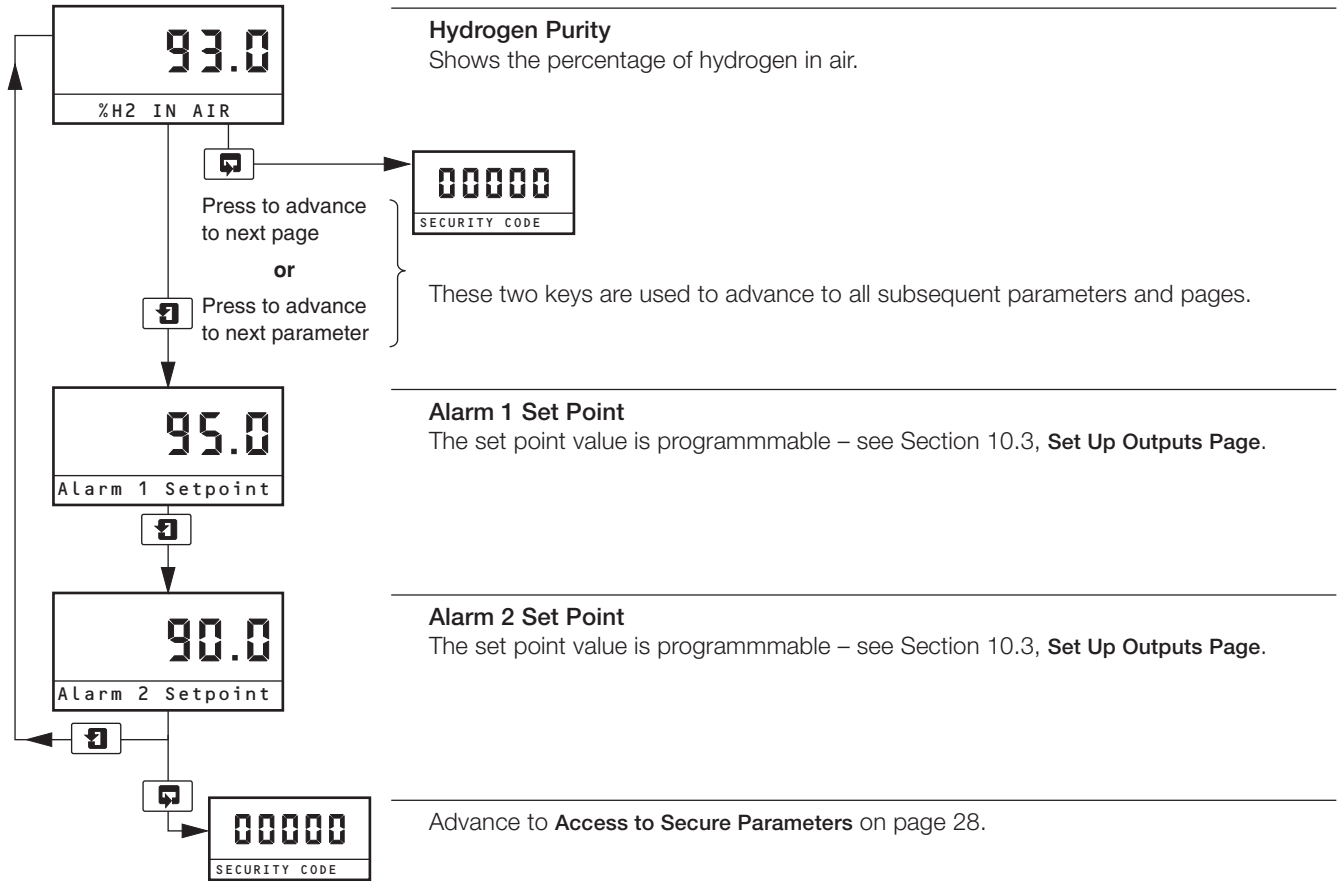 93.0
%H2 IN AIR
Hydrogen Purity
Shows the percentage of hydrogen in air.
00000
SECURITY CODE
Press to advance
to next page
or
Press to advance
to next parameter
These two keys are used to advance to all subsequent parameters and pages.
95.0
Alarm 1 Setpoint
Alarm 1 Set Point
The set point value is programmmable – see Section 10.3, Set Up Outputs Page.
90.0
Alarm 2 Setpoint
Alarm 2 Set Point
The set point value is programmmable – see Section 10.3, Set Up Outputs Page.
00000
SECURITY CODE
Advance to Access to Secure Parameters on page 28.